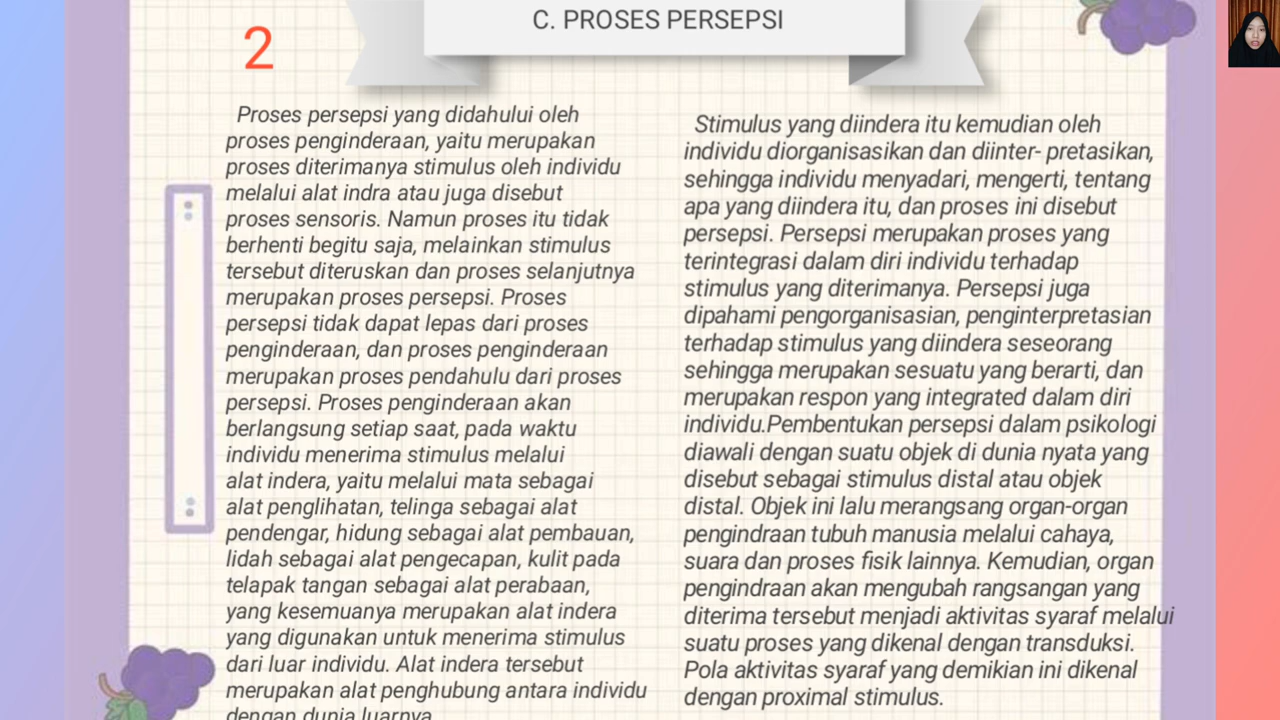 C. PROSES PERSEPSI
2
Proses persepsi yang didahului oleh
proses penginderaan, yaitu merupakan
proses diterimanya stimulus oleh individu
melalui alat indra atau juga disebut
proses sensoris. Namun proses itu tidak
berhenti begitu saja, melainkan stimulus
tersebut diteruskan dan proses selanjutnya
merupakan proses persepsi. Proses
persepsi tidak dapat lepas dari proses
penginderaan, dan proses penginderaan
merupakan proses pendahulu dari proses
persepsi. Proses penginderaan akan
berlangsung setiap saat, pada waktu
individu menerima stimulus melalui
alat indera, yaitu melalui mata sebagai
alat penglihatan, telinga sebagai alat
pendengar, hidung sebagai alat pembauan,
lidah sebagai alat pengecapan, kulit pada
telapak tangan sebagai alat perabaan,
yang kesemuanya merupakan alat indera
yang digunakan untuk menerima stimulus
dari luar individu. Alat indera tersebut
merupakan alat penghubung antara individu
dengan dunia luarnya
Stimulus yang diindera itu kemudian oleh
individu diorganisasikan dan diinter- pretasikan,
sehingga individu menyadari, mengerti, tentang
apa yang diindera itu, dan proses ini disebut
persepsi. Persepsi merupakan proses yang
terintegrasi dalam diri individu terhadap
stimulus yang diterimanya. Persepsi juga
dipahami pengorganisasian, penginterpretasian
terhadap stimulus yang diindera seseorang
sehingga merupakan sesuatu yang berarti, dan
merupakan respon yang integrated dalam diri
individu.Pembentukan persepsi dalam psikologi
diawali dengan suatu objek di dunia nyata yang
disebut sebagai stimulus distal atau objek
distal. Objek ini lalu merangsang organ-organ
pengindraan tubuh manusia melalui cahaya,
suara dan proses fisik lainnya. Kemudian, organ
pengindraan akan mengubah rangsangan yang
diterima tersebut menjadi aktivitas syaraf melalui
suatu proses yang dikenal dengan transduksi.
Pola aktivitas syaraf yang demikian ini dikenal
dengan proximal stimulus.